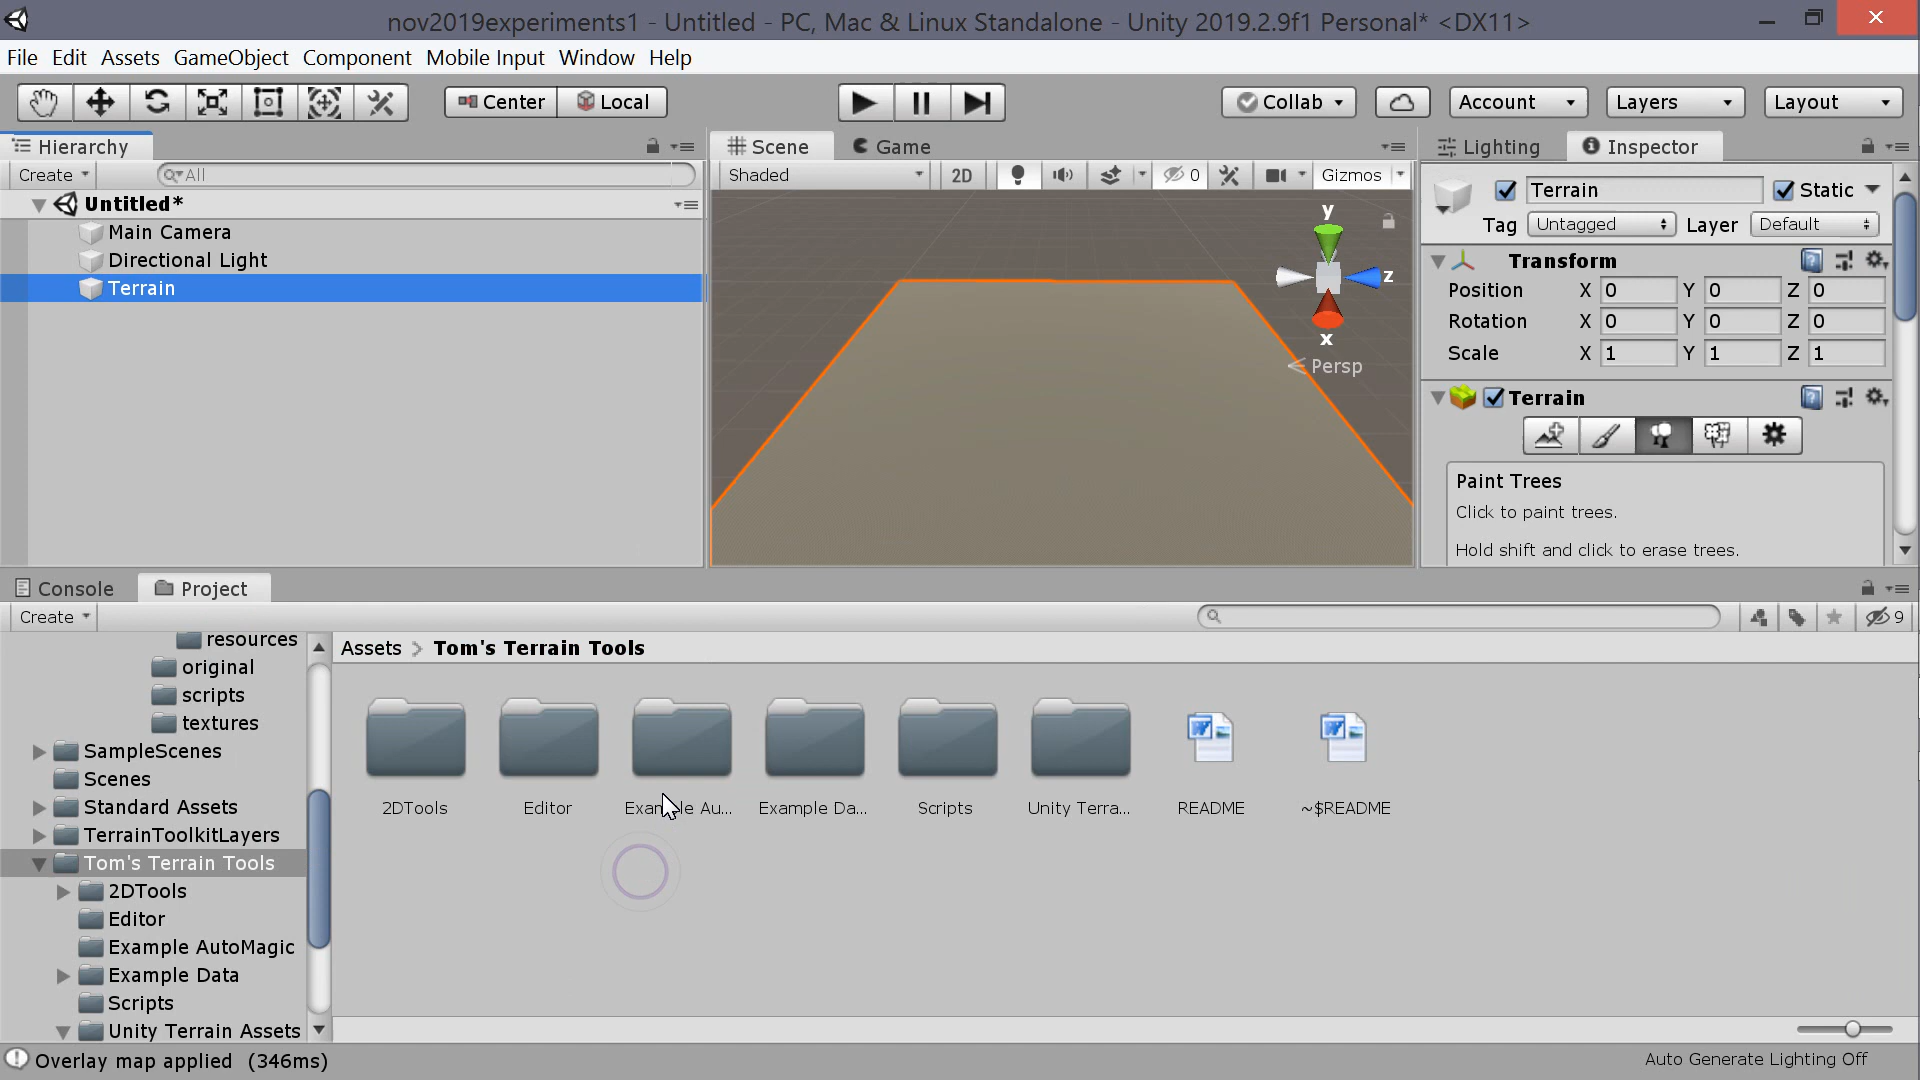 nov2019experiments1 - Untitled - PC, Mac & Linux Standalone - Unity 2019.2.9f1 Personal* <DX11>
File Edit Assets GameObject Component Mobile Input Window Help
Center Local Collab Account Layers Layout
Hierarchy
Create All
Untitled*
Main Camera
Directional Light
Terrain
Scene Game
Shaded 2D 0 Gizmos
y
z
x
Persp
Lighting Inspector
Terrain Static
Tag Untagged Layer Default
Transform
Position X 0 Y 0 Z 0
Rotation X 0 Y 0 Z 0
Scale X 1 Y 1 Z 1
Terrain
Paint Trees
Click to paint trees.
Hold shift and click to erase trees.
Console Project
Create 9
resources
original
scripts
textures
SampleScenes
Scenes
Standard Assets
TerrainToolkitLayers
Tom's Terrain Tools
2DTools
Editor
Example AutoMagic
Example Data
Scripts
Unity Terrain Assets
Assets > Tom's Terrain Tools
2DTools Editor Example Au... Example Da... Scripts Unity Terra... README ~$README
Overlay map applied (346ms)
Auto Generate Lighting Off